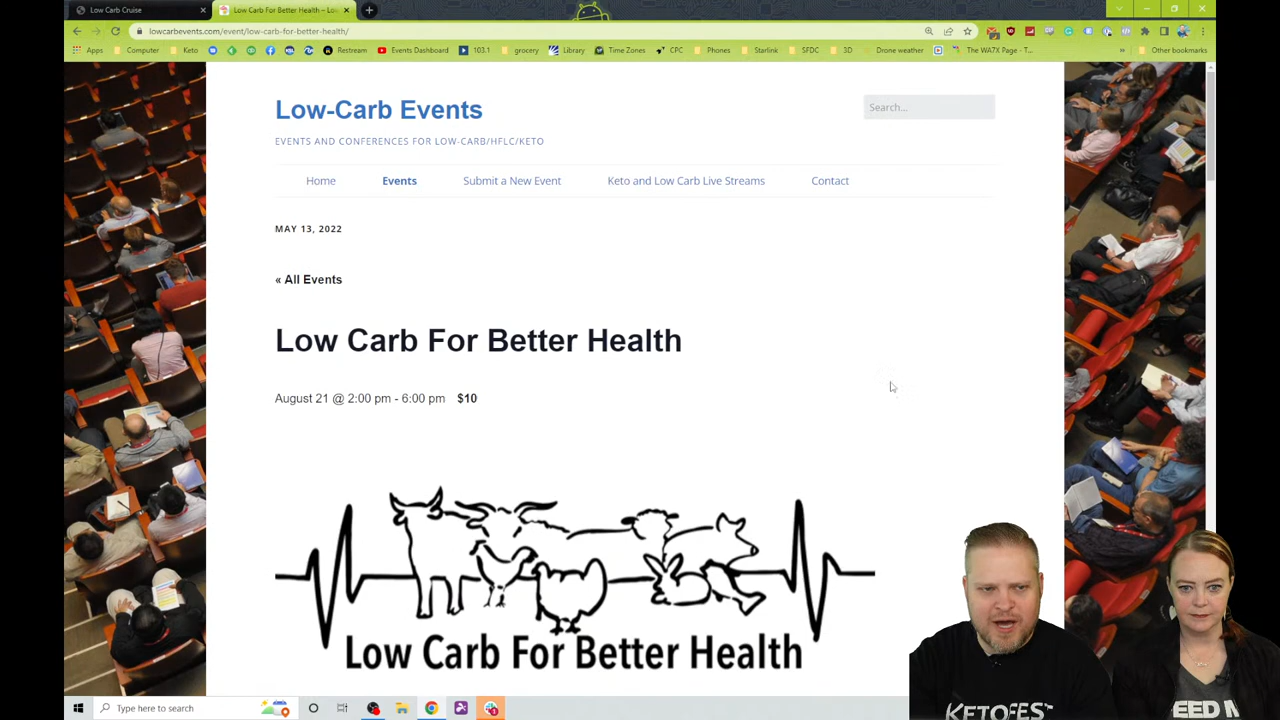 Low Carb Cruise
Low Carb For Better Health – Lo
lowcarbevents.com/event/low-carb-for-better-health/
Apps Computer Keto Restream Events Dashboard 103.1 grocery Library Time Zones CPC Phones Starlink SFDC 3D Drone weather The WA7X Page - T... » Other bookmarks
Low-Carb Events
Search...
EVENTS AND CONFERENCES FOR LOW-CARB/HFLC/KETO
Home Events Submit a New Event Keto and Low Carb Live Streams Contact
MAY 13, 2022
« All Events
Low Carb For Better Health
August 21 @ 2:00 pm - 6:00 pm $10
Low Carb For Better Health
KETOFES
EED M
Type here to search